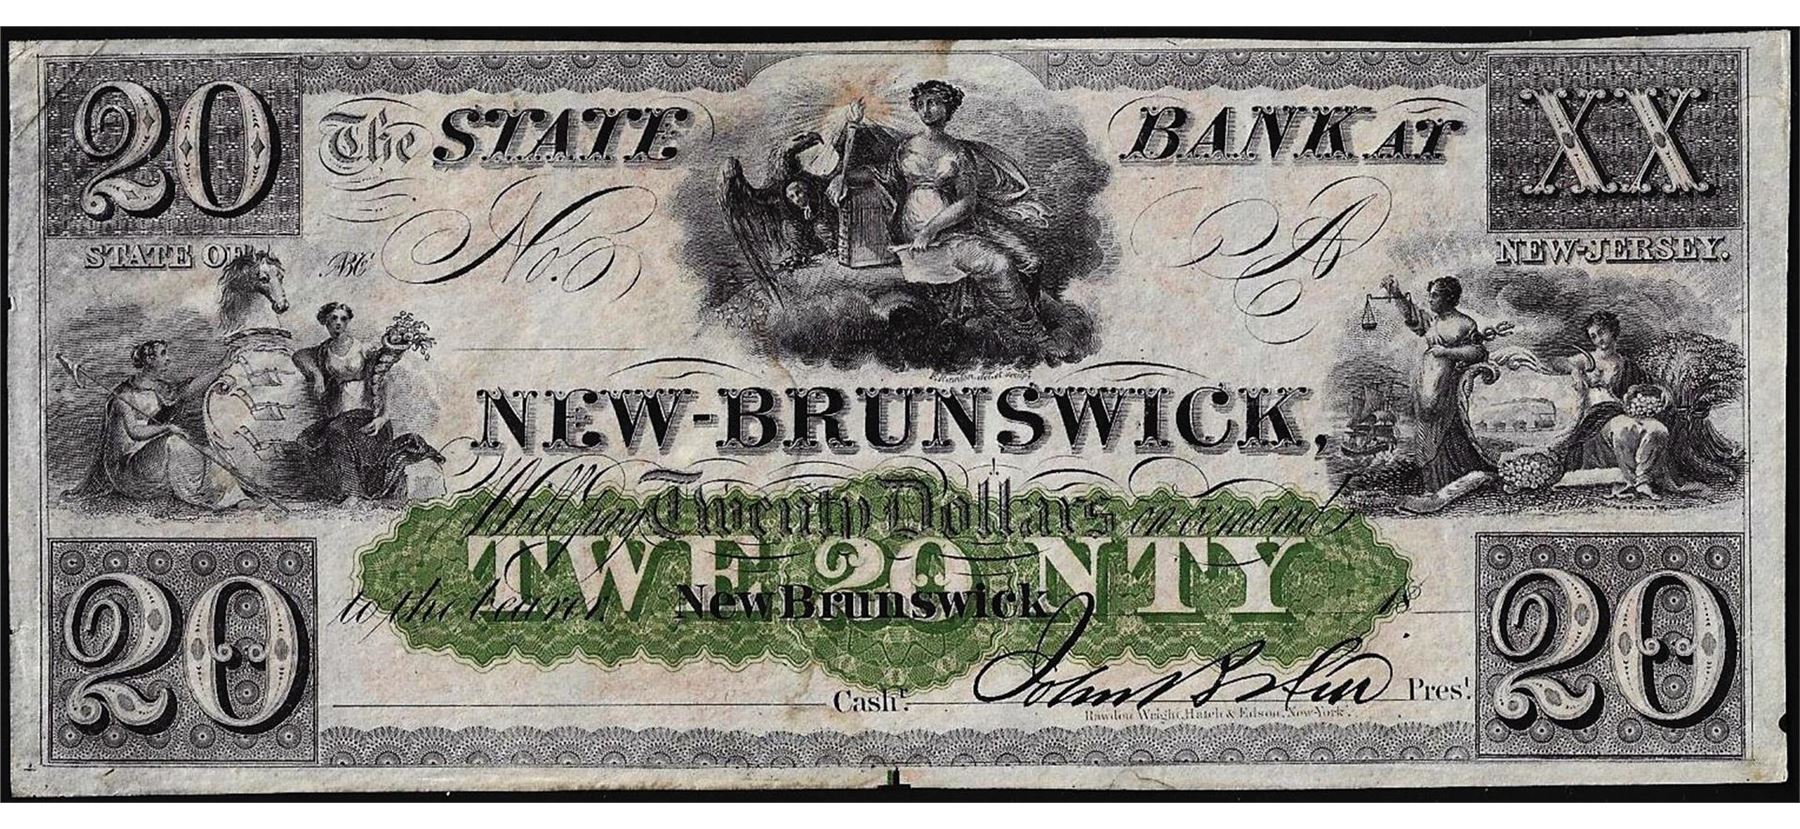 20 The STATE BANK AT XX
STATE OF No. A NEW-JERSEY.
NEW-BRUNSWICK,
Will pay Twenty Dollars on demand
TWE 20 NTY
to the bearer New Brunswick 18
20 Cash.r Pres.t 20
Rawdon, Wright, Hatch & Edson, New-York.